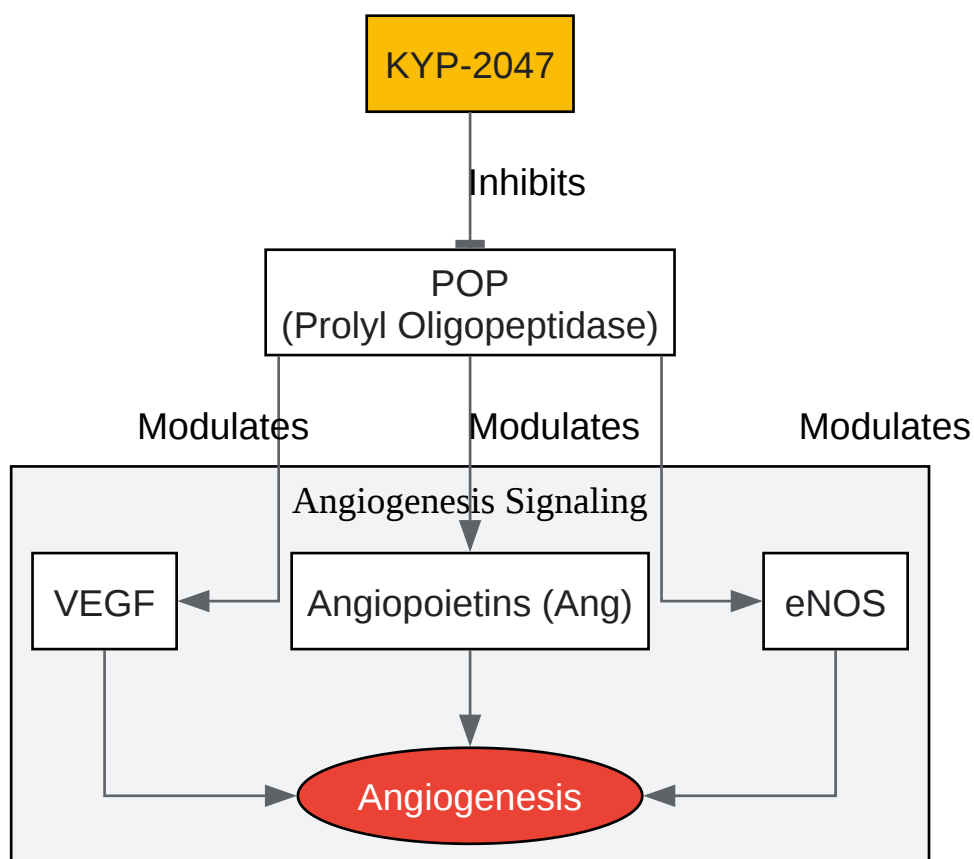 KYP-2047
Inhibits
POP
(Prolyl Oligopeptidase)
Modulates
Modulates
Modulates
Angiogenesis Signaling
VEGF
Angiopoietins (Ang)
eNOS
Angiogenesis